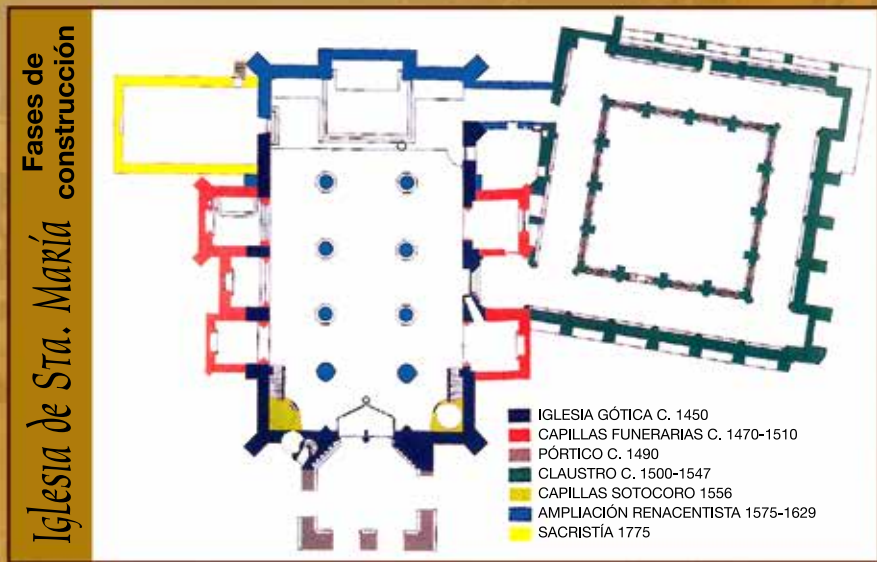 Iglesia de Sta. María
Fases de
construcción
IGLESIA GÓTICA C. 1450
CAPILLAS FUNERARIAS C. 1470-1510
PÓRTICO C. 1490
CLAUSTRO C. 1500-1547
CAPILLAS SOTOCORO 1556
AMPLIACIÓN RENACENTISTA 1575-1629
SACRISTÍA 1775